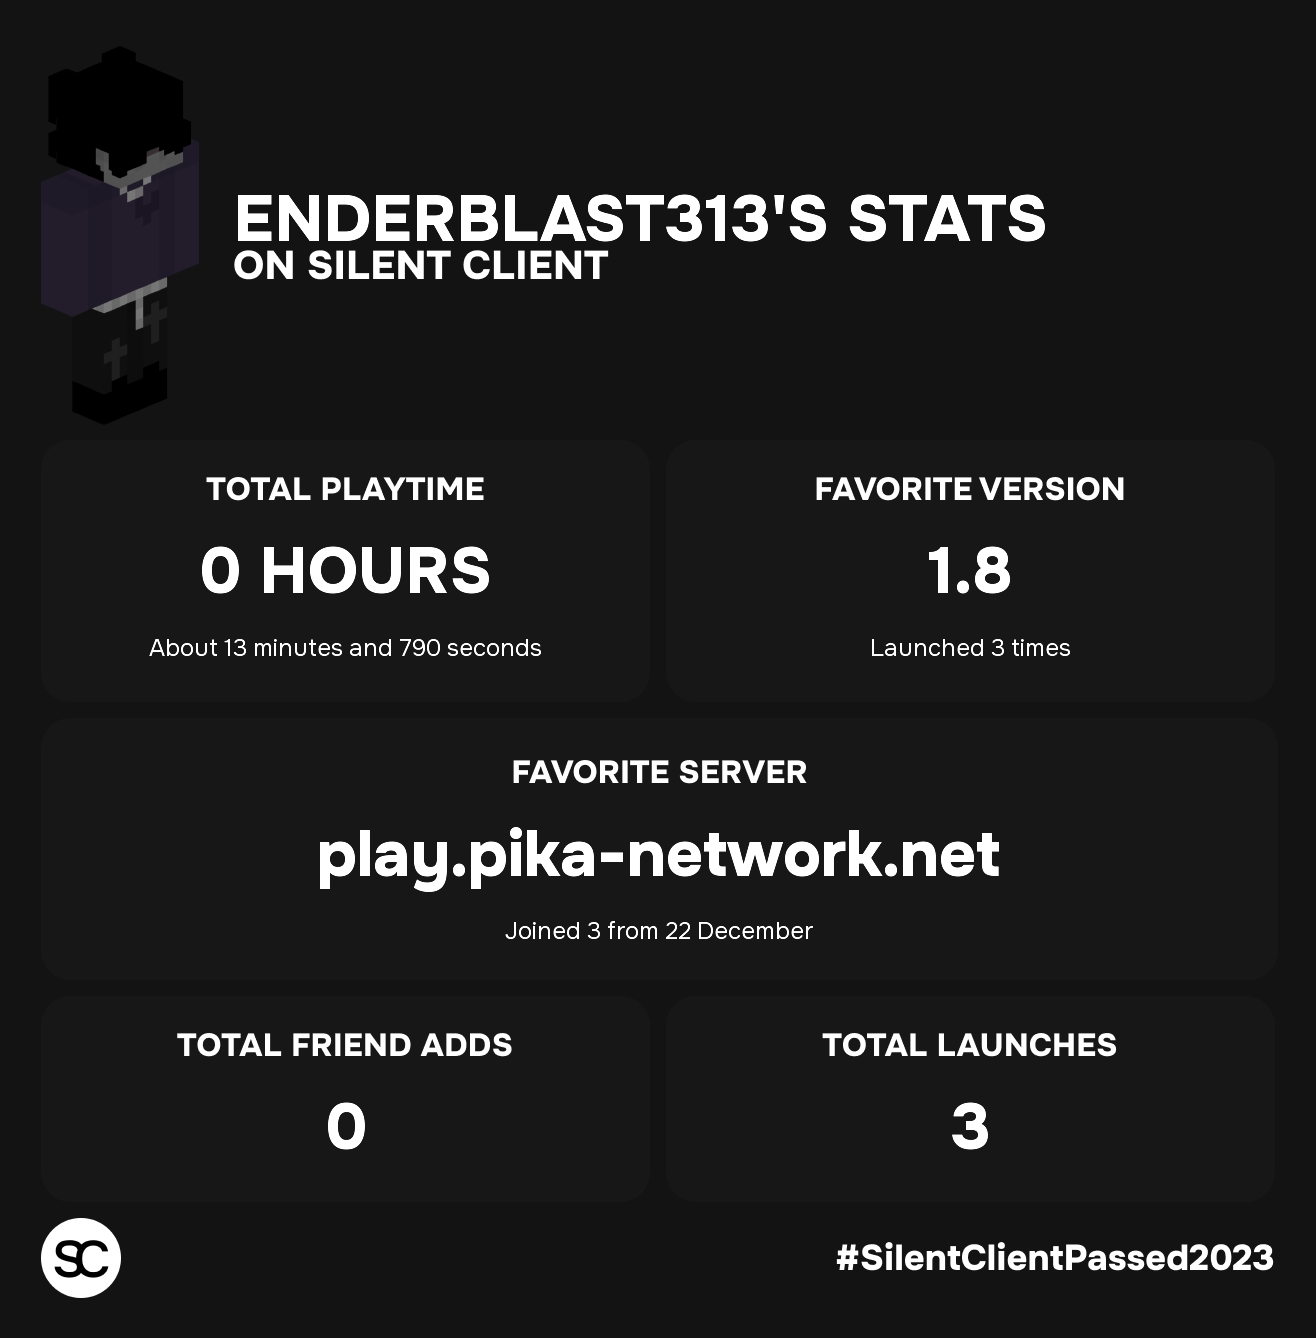 ENDERBLAST313'S STATS
ON SILENT CLIENT
TOTAL PLAYTIME
0 HOURS
About 13 minutes and 790 seconds
FAVORITE VERSION
1.8
Launched 3 times
FAVORITE SERVER
play.pika-network.net
Joined 3 from 22 December
TOTAL FRIEND ADDS
0
TOTAL LAUNCHES
3
SC
#SilentClientPassed2023